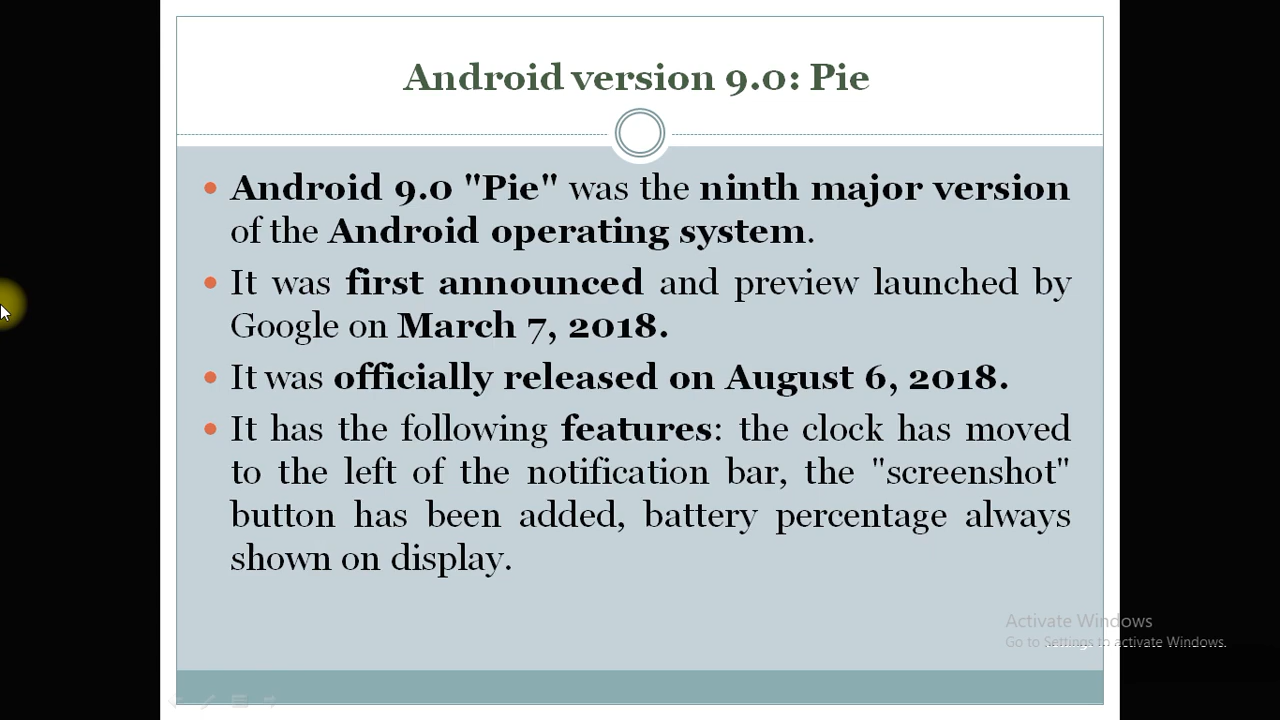 Android version 9.0: Pie
Android 9.0 "Pie" was the ninth major version
of the Android operating system.
It was first announced and preview launched by
Google on March 7, 2018.
It was officially released on August 6, 2018.
It has the following features: the clock has moved
to the left of the notification bar, the "screenshot"
button has been added, battery percentage always
shown on display.
Activate Windows
Go to Settings to activate Windows.